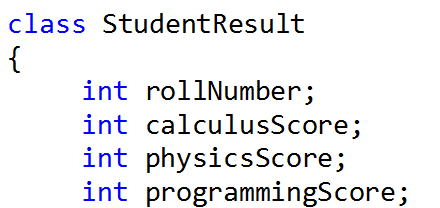 class StudentResult
{
int rollNumber;
int calculusScore;
int physicsScore;
int programmingScore;